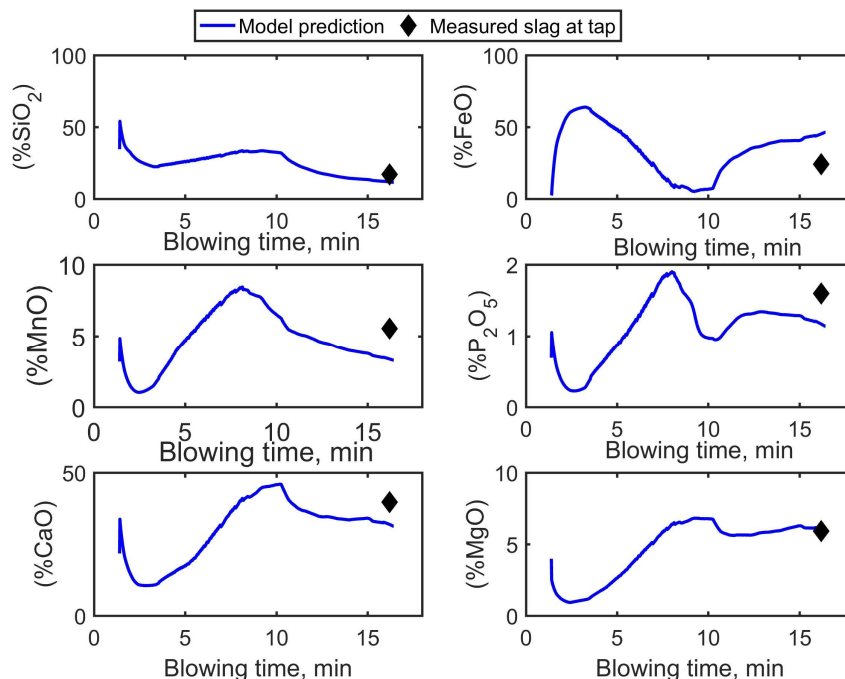 Model prediction Measured slag at tap
(%SiO2)
100
50
0
0 5 10 15
Blowing time, min
(%FeO)
100
50
0
0 5 10 15
Blowing time, min
(%MnO)
10
5
0
0 5 10 15
Blowing time, min
(%P2O5)
2
1
0
0 5 10 15
Blowing time, min
(%CaO)
50
0
0 5 10 15
Blowing time, min
(%MgO)
10
5
0
0 5 10 15
Blowing time, min